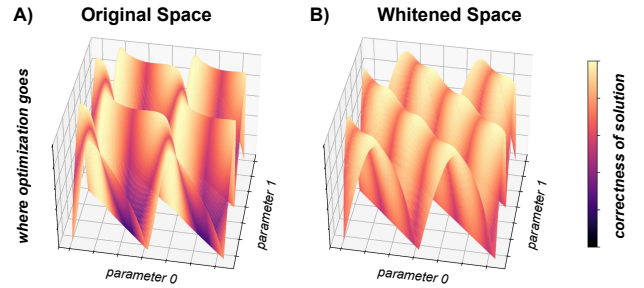 A) Original Space
B) Whitened Space
where optimization goes
parameter 0
parameter 1
parameter 0
parameter 1
correctness of solution